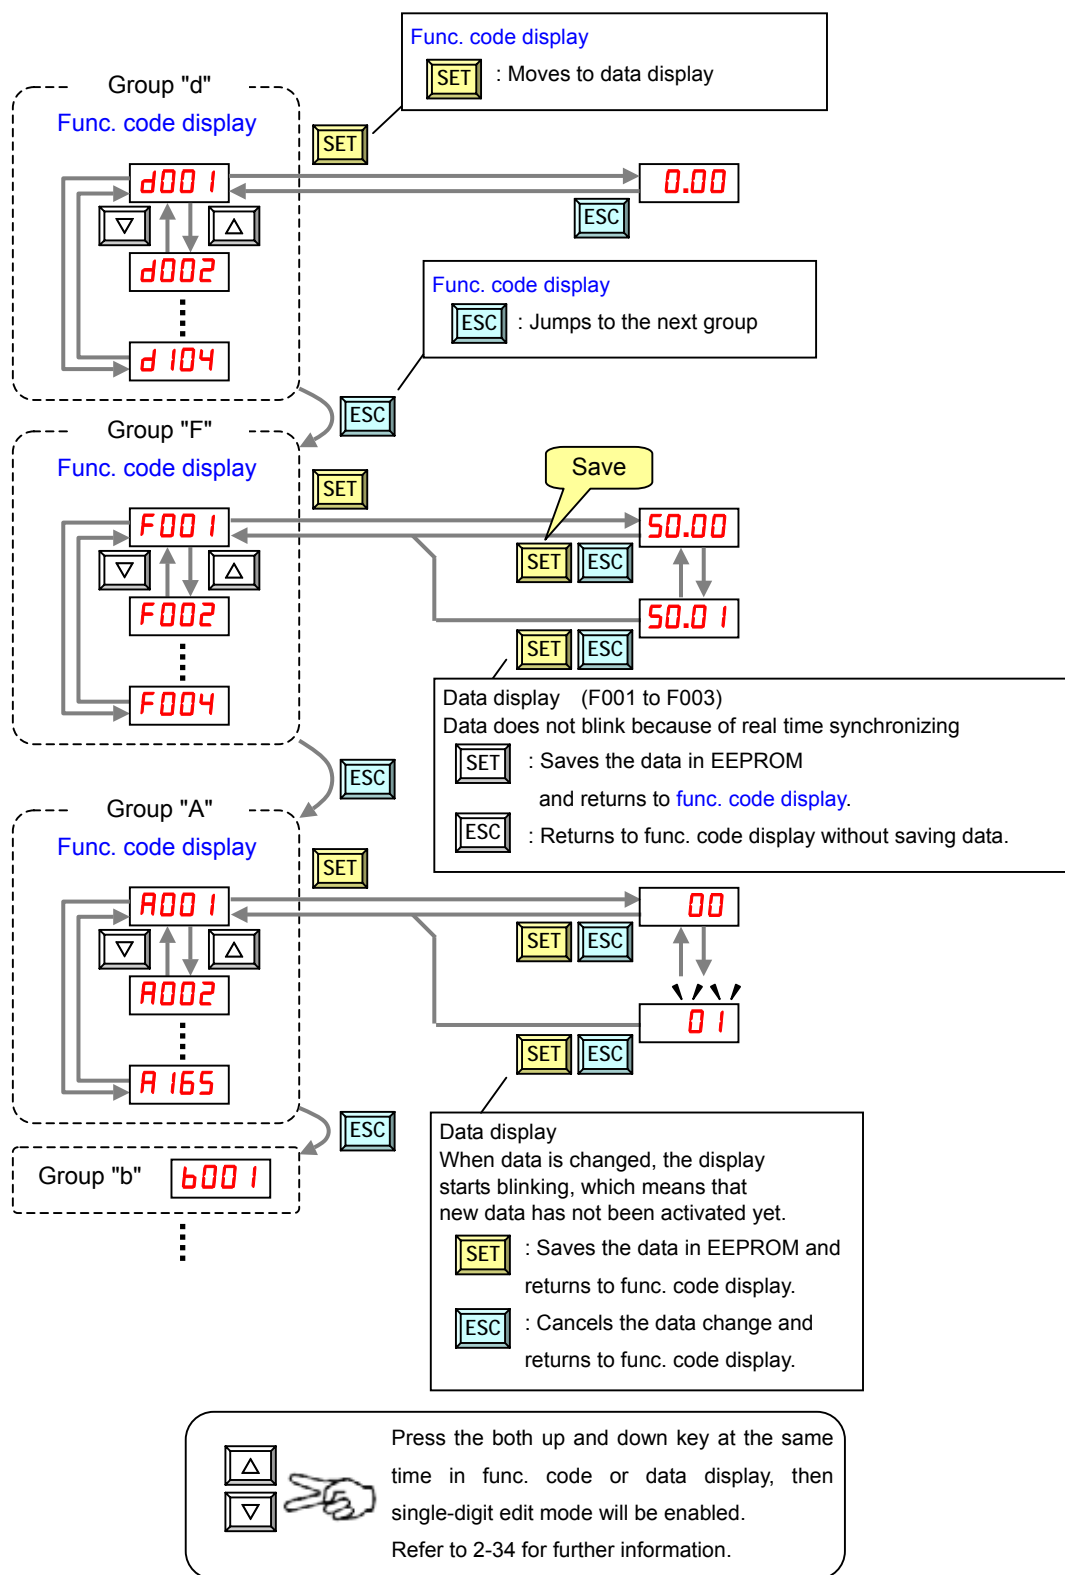 Func. code display
SET : Moves to data display
Group "d"
Func. code display
SET
d001
0.00
ESC
d002
Func. code display
ESC : Jumps to the next group
d104
ESC
Group "F"
Func. code display
SET
Save
F001
50.00
SET ESC
F002
50.01
SET ESC
F004
Data display (F001 to F003)
Data does not blink because of real time synchronizing
SET : Saves the data in EEPROM
and returns to func. code display.
ESC : Returns to func. code display without saving data.
ESC
Group "A"
Func. code display
SET
A001
00
SET ESC
A002
01
SET ESC
A165
ESC
Data display
When data is changed, the display
starts blinking, which means that
new data has not been activated yet.
SET : Saves the data in EEPROM and
returns to func. code display.
ESC : Cancels the data change and
returns to func. code display.
Group "b" b001
Press the both up and down key at the same
time in func. code or data display, then
single-digit edit mode will be enabled.
Refer to 2-34 for further information.